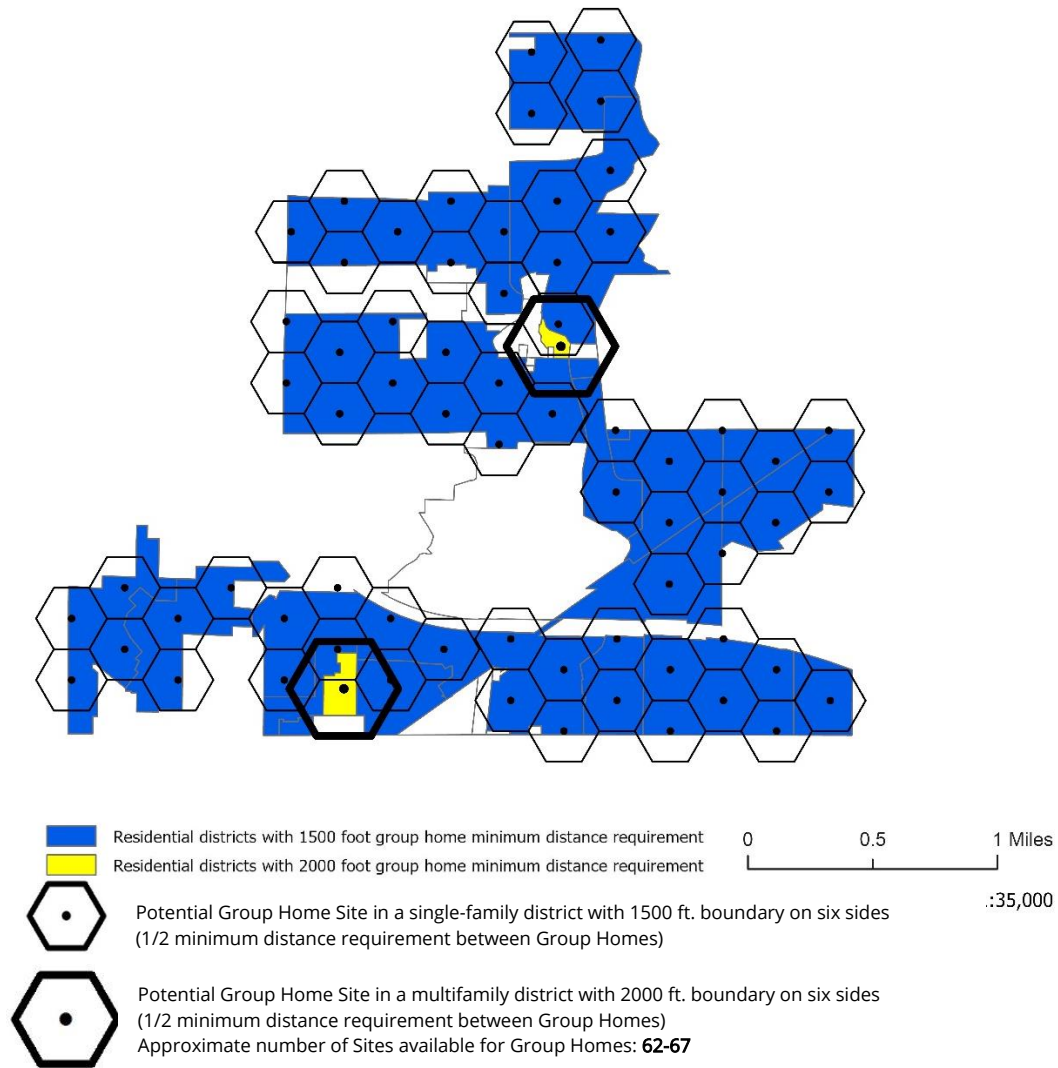 Residential districts with 1500 foot group home minimum distance requirement
Residential districts with 2000 foot group home minimum distance requirement
0 0.5 1 Miles
.:35,000
Potential Group Home Site in a single-family district with 1500 ft. boundary on six sides
(1/2 minimum distance requirement between Group Homes)
Potential Group Home Site in a multifamily district with 2000 ft. boundary on six sides
(1/2 minimum distance requirement between Group Homes)
Approximate number of Sites available for Group Homes: 62-67